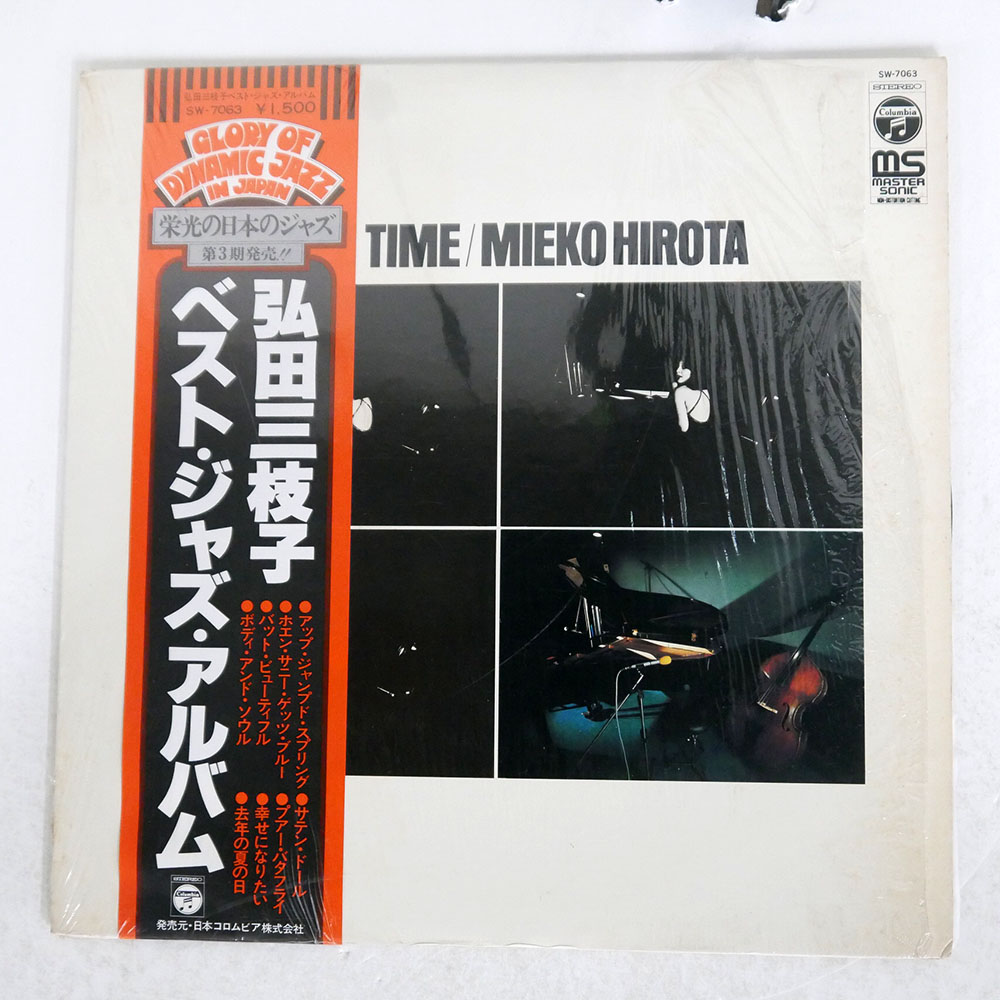 弘田三枝子ベスト・ジャズ・アルバム
SW-7063 ¥1,500
GLORY OF
DYNAMIC JAZZ
IN JAPAN
栄光の日本のジャズ
第3期発売!!
弘田三枝子
ベスト・ジャズ・アルバム
●アップ・ジャンプド・スプリング
●ホエン・サニー・ゲッツ・ブルー
●バット・ビューティフル
●ボディ・アンド・ソウル
●サテン・ドール
●プアー・バタフライ
●幸せになりたい
●去年の夏の日
STEREO
Columbia
発売元・日本コロムビア株式会社
TIME/MIEKO HIROTA
SW-7063
STEREO
Columbia
MS
MASTER
SONIC